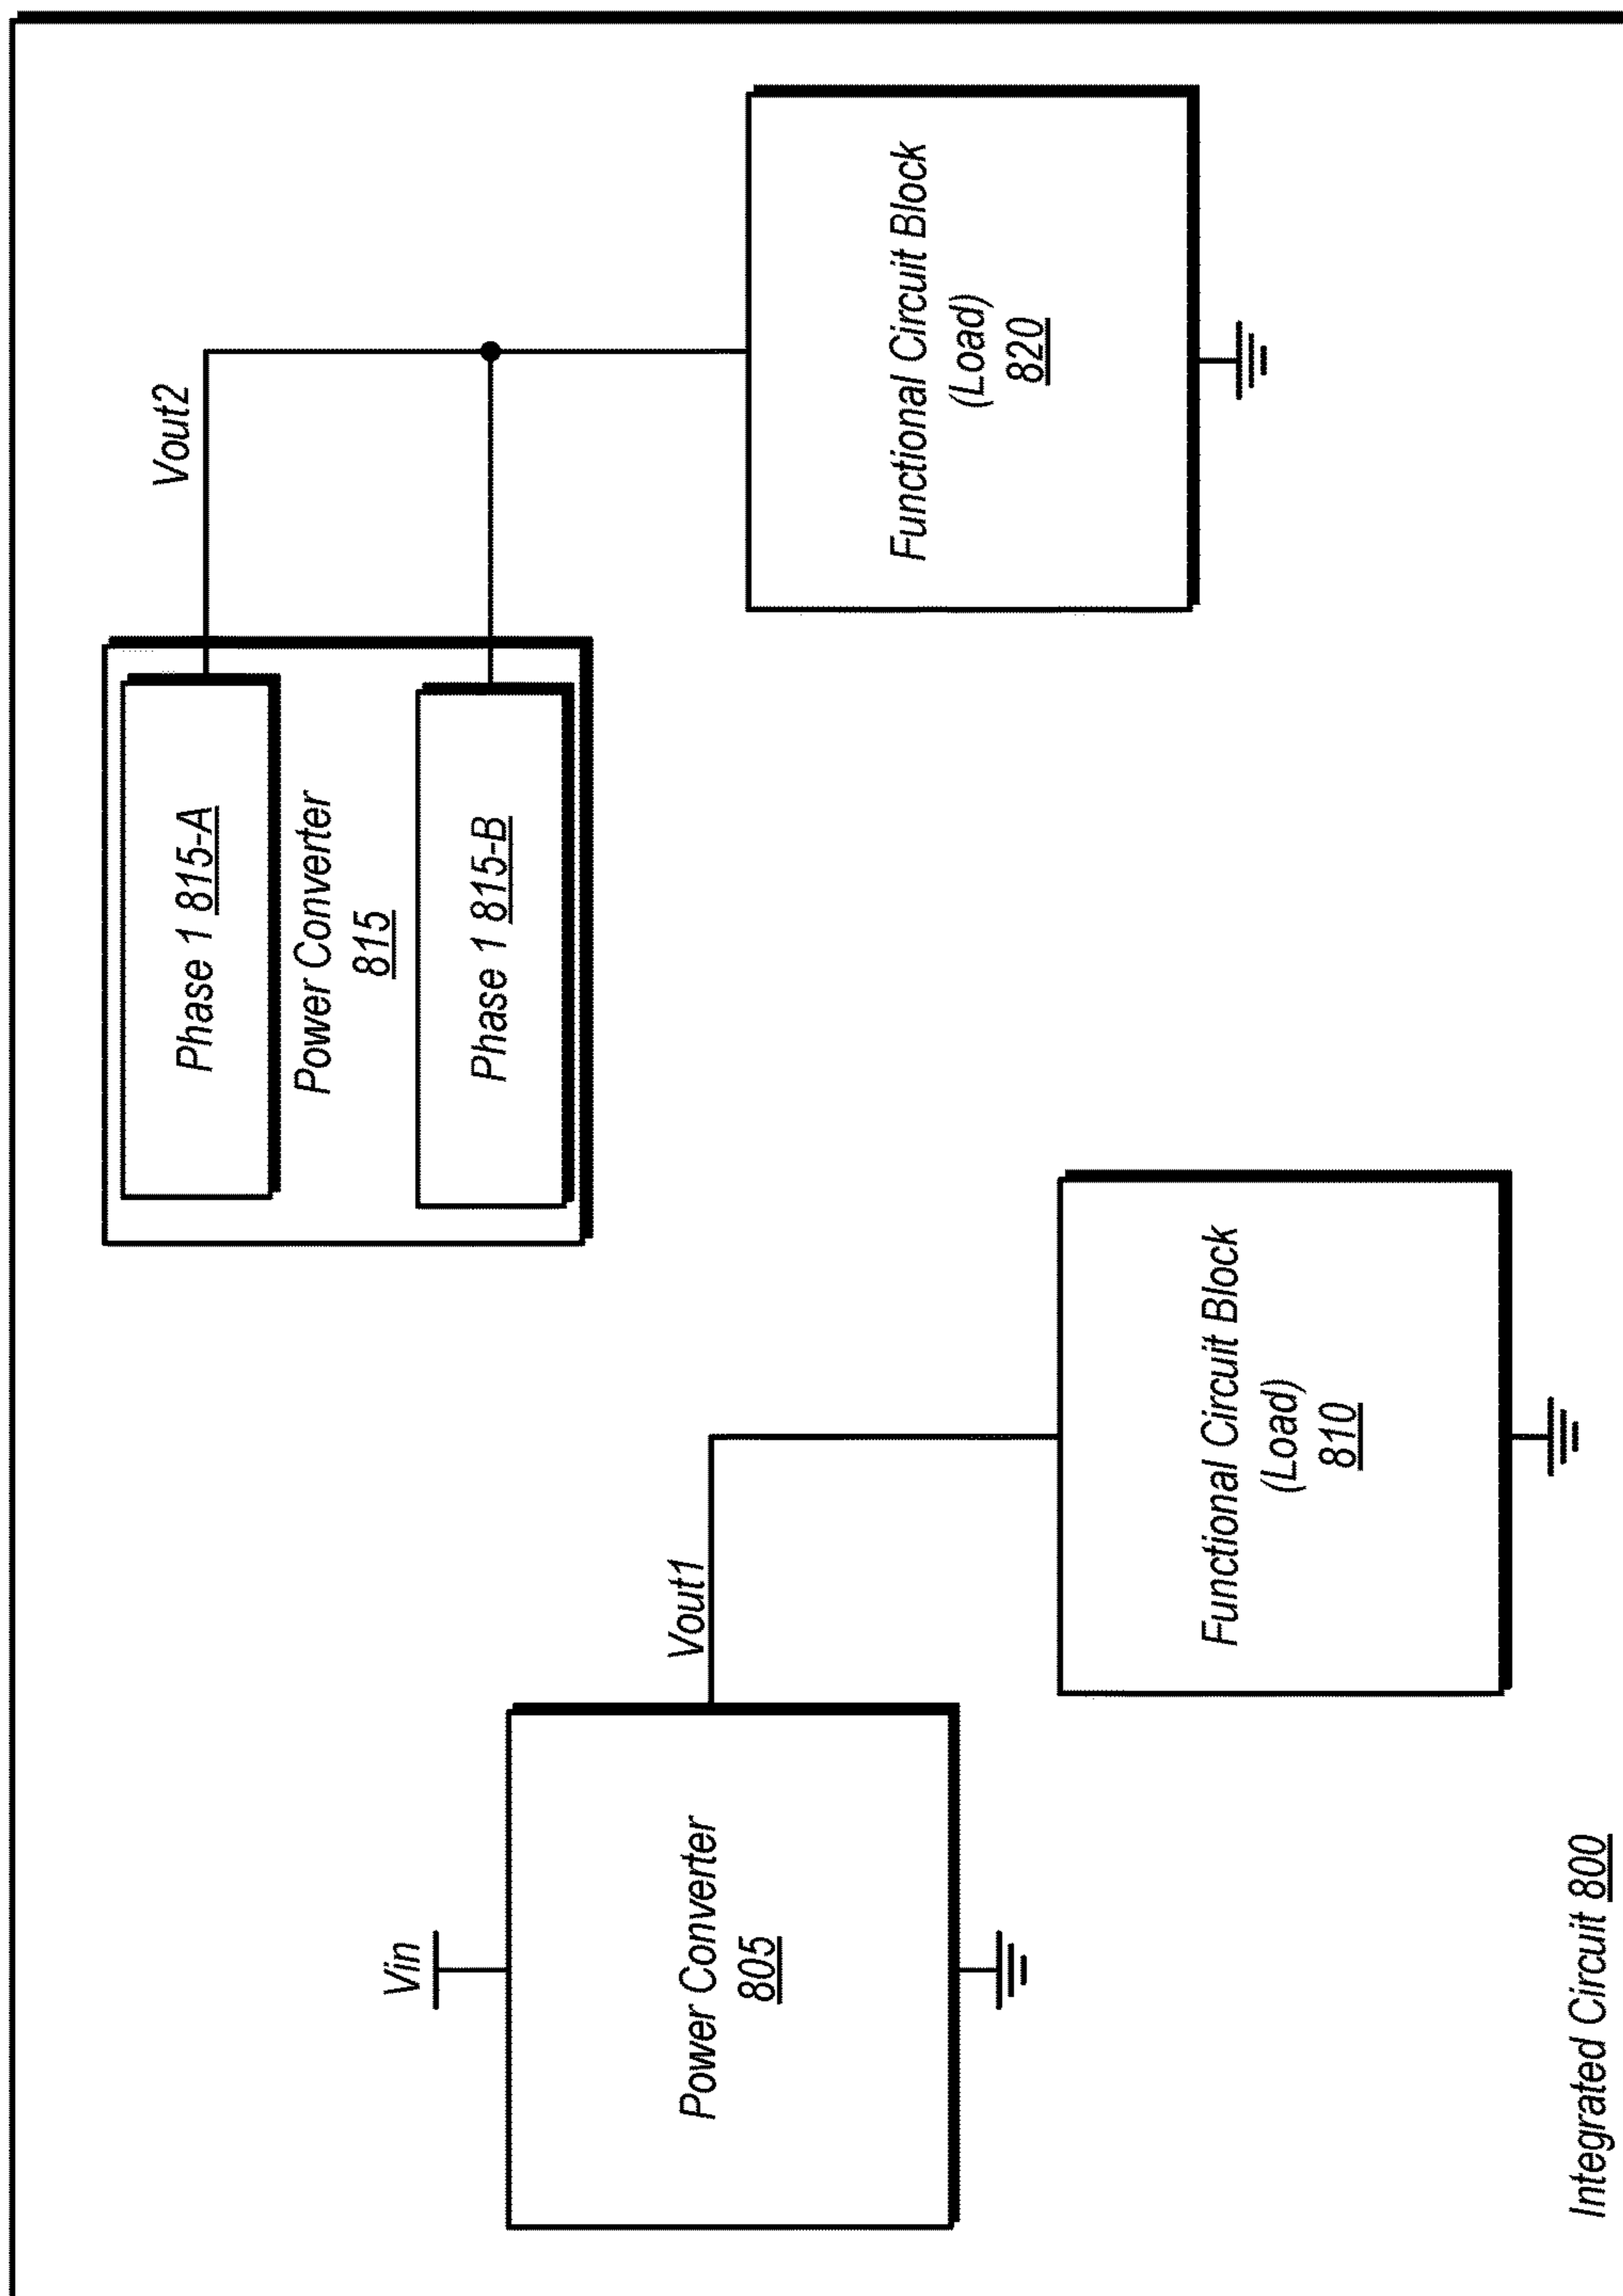 Vin
Power Converter
805
Vout1
Functional Circuit Block
(Load)
810
Phase 1 815-A
Power Converter
815
Phase 1 815-B
Vout2
Functional Circuit Block
(Load)
820
Integrated Circuit 800